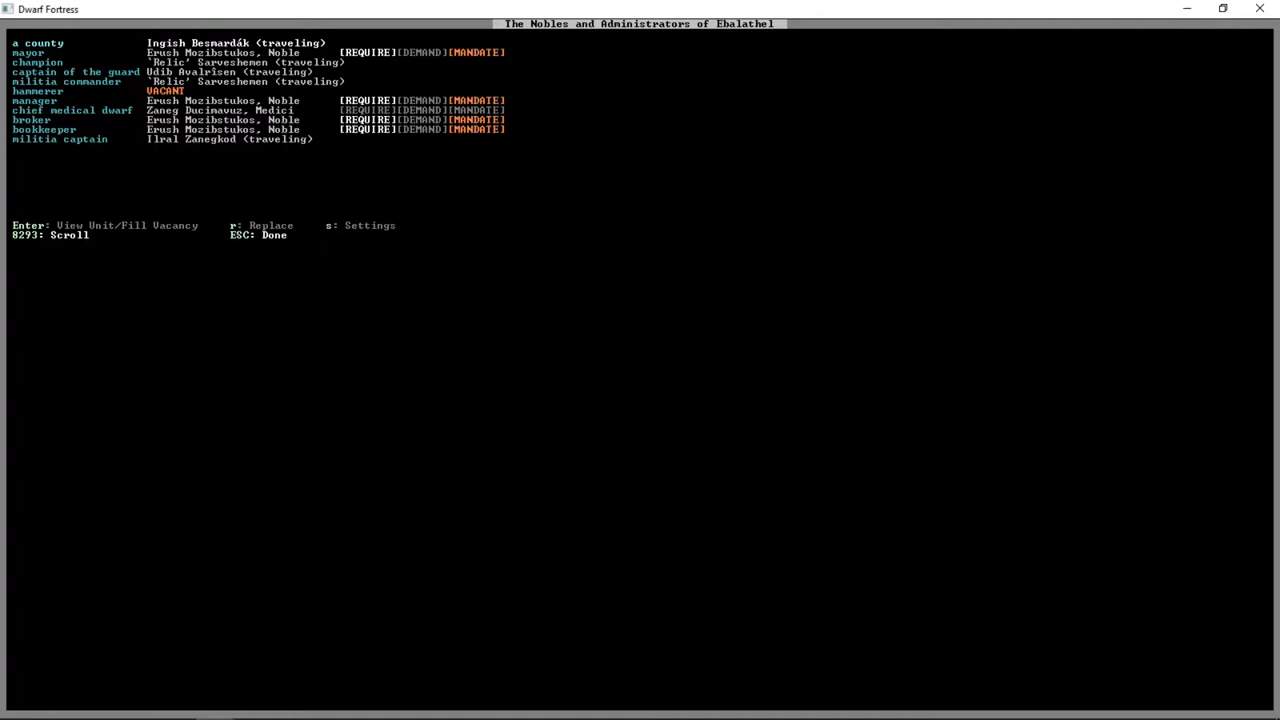 Dwarf Fortress
The Nobles and Administrators of Ebalathel
a county Ingish Besmardák (traveling)
mayor Erush Mozibstukos, Noble [REQUIRE][DEMAND][MANDATE]
champion `Relic' Sarveshemen (traveling)
captain of the guard Udib Avalrîsen (traveling)
militia commander `Relic' Sarveshemen (traveling)
hammerer VACANT
manager Erush Mozibstukos, Noble [REQUIRE][DEMAND][MANDATE]
chief medical dwarf Zaneg Ducimavuz, Medici [REQUIRE][DEMAND][MANDATE]
broker Erush Mozibstukos, Noble [REQUIRE][DEMAND][MANDATE]
bookkeeper Erush Mozibstukos, Noble [REQUIRE][DEMAND][MANDATE]
militia captain Ilral Zanegkod (traveling)
Enter: View Unit/Fill Vacancy r: Replace s: Settings
8293: Scroll ESC: Done